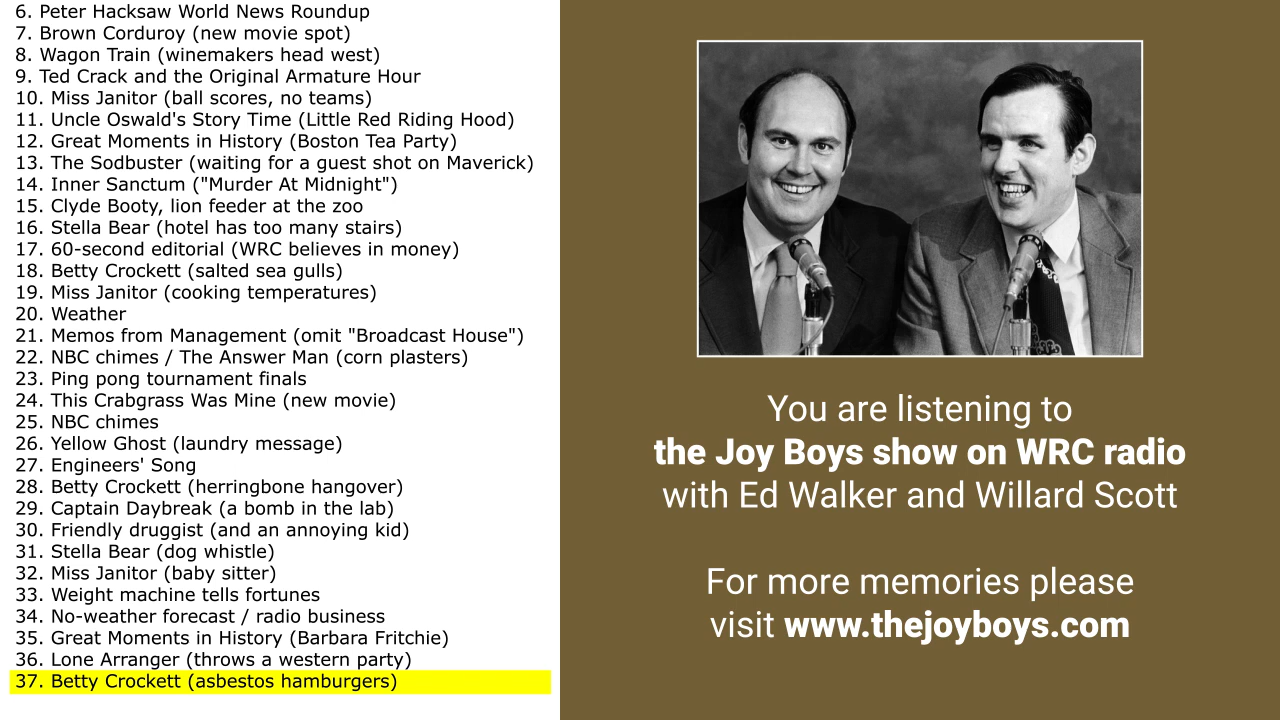 6. Peter Hacksaw World News Roundup
7. Brown Corduroy (new movie spot)
8. Wagon Train (winemakers head west)
9. Ted Crack and the Original Armature Hour
10. Miss Janitor (ball scores, no teams)
11. Uncle Oswald's Story Time (Little Red Riding Hood)
12. Great Moments in History (Boston Tea Party)
13. The Sodbuster (waiting for a guest shot on Maverick)
14. Inner Sanctum ("Murder At Midnight")
15. Clyde Booty, lion feeder at the zoo
16. Stella Bear (hotel has too many stairs)
17. 60-second editorial (WRC believes in money)
18. Betty Crockett (salted sea gulls)
19. Miss Janitor (cooking temperatures)
20. Weather
21. Memos from Management (omit "Broadcast House")
22. NBC chimes / The Answer Man (corn plasters)
23. Ping pong tournament finals
24. This Crabgrass Was Mine (new movie)
25. NBC chimes
26. Yellow Ghost (laundry message)
27. Engineers' Song
28. Betty Crockett (herringbone hangover)
29. Captain Daybreak (a bomb in the lab)
30. Friendly druggist (and an annoying kid)
31. Stella Bear (dog whistle)
32. Miss Janitor (baby sitter)
33. Weight machine tells fortunes
34. No-weather forecast / radio business
35. Great Moments in History (Barbara Fritchie)
36. Lone Arranger (throws a western party)
37. Betty Crockett (asbestos hamburgers)
You are listening to
the Joy Boys show on WRC radio
with Ed Walker and Willard Scott
For more memories please
visit www.thejoyboys.com